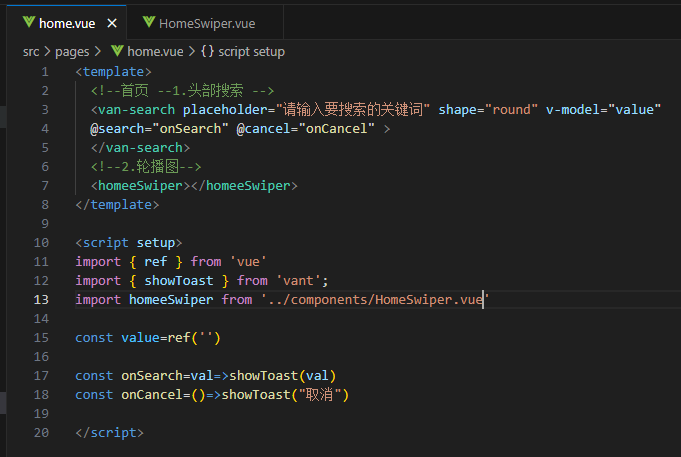 home.vue HomeSwiper.vue
src > pages > home.vue > {} script setup
1 <template>
2 <!--首页 --1.头部搜索 -->
3 <van-search placeholder="请输入要搜索的关键词" shape="round" v-model="value"
4 @search="onSearch" @cancel="onCancel" >
5 </van-search>
6 <!--2.轮播图-->
7 <homeeSwiper></homeeSwiper>
8 </template>
9
10 <script setup>
11 import { ref } from 'vue'
12 import { showToast } from 'vant';
13 import homeeSwiper from '../components/HomeSwiper.vue'
14
15 const value=ref('')
16
17 const onSearch=val=>showToast(val)
18 const onCancel=()=>showToast("取消")
19
20 </script>